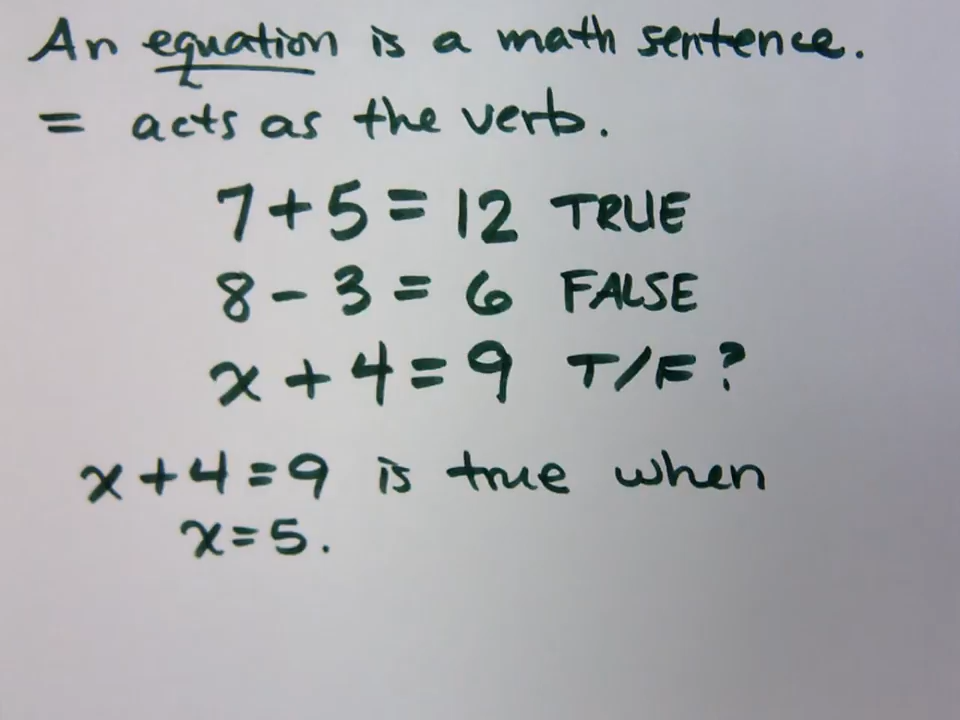 An equation is a math sentence.
= acts as the verb.
7 + 5 = 12 TRUE
8 - 3 = 6 FALSE
x + 4 = 9 T/F?
x + 4 = 9 is true when
x = 5.